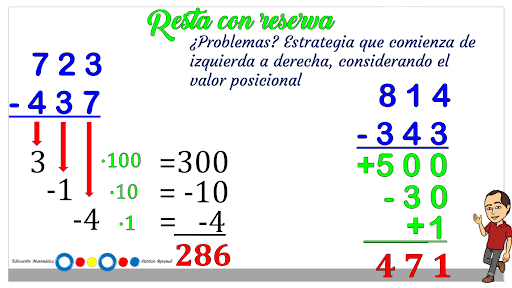 Resta con reserva
¿Problemas? Estrategia que comienza de
izquierda a derecha, considerando el
valor posicional
7 2 3
- 4 3 7
3 ·100 =300
-1 ·10 = -10
-4 ·1 = -4
286
8 1 4
- 3 4 3
+5 0 0
- 3 0
+1
4 7 1
Educación Matemática Patricio Retamal